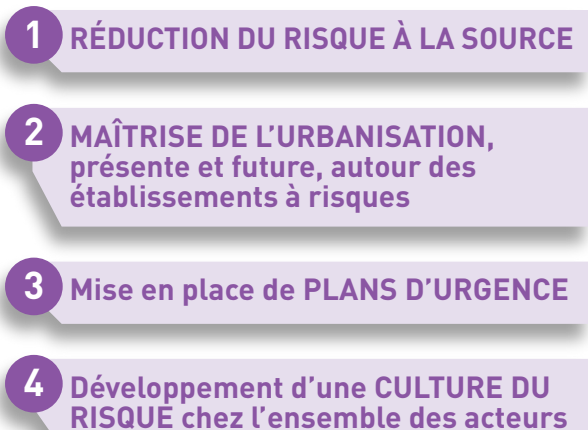 1 RÉDUCTION DU RISQUE À LA SOURCE
2 MAÎTRISE DE L’URBANISATION,
présente et future, autour des
établissements à risques
3 Mise en place de PLANS D’URGENCE
4 Développement d’une CULTURE DU
RISQUE chez l’ensemble des acteurs